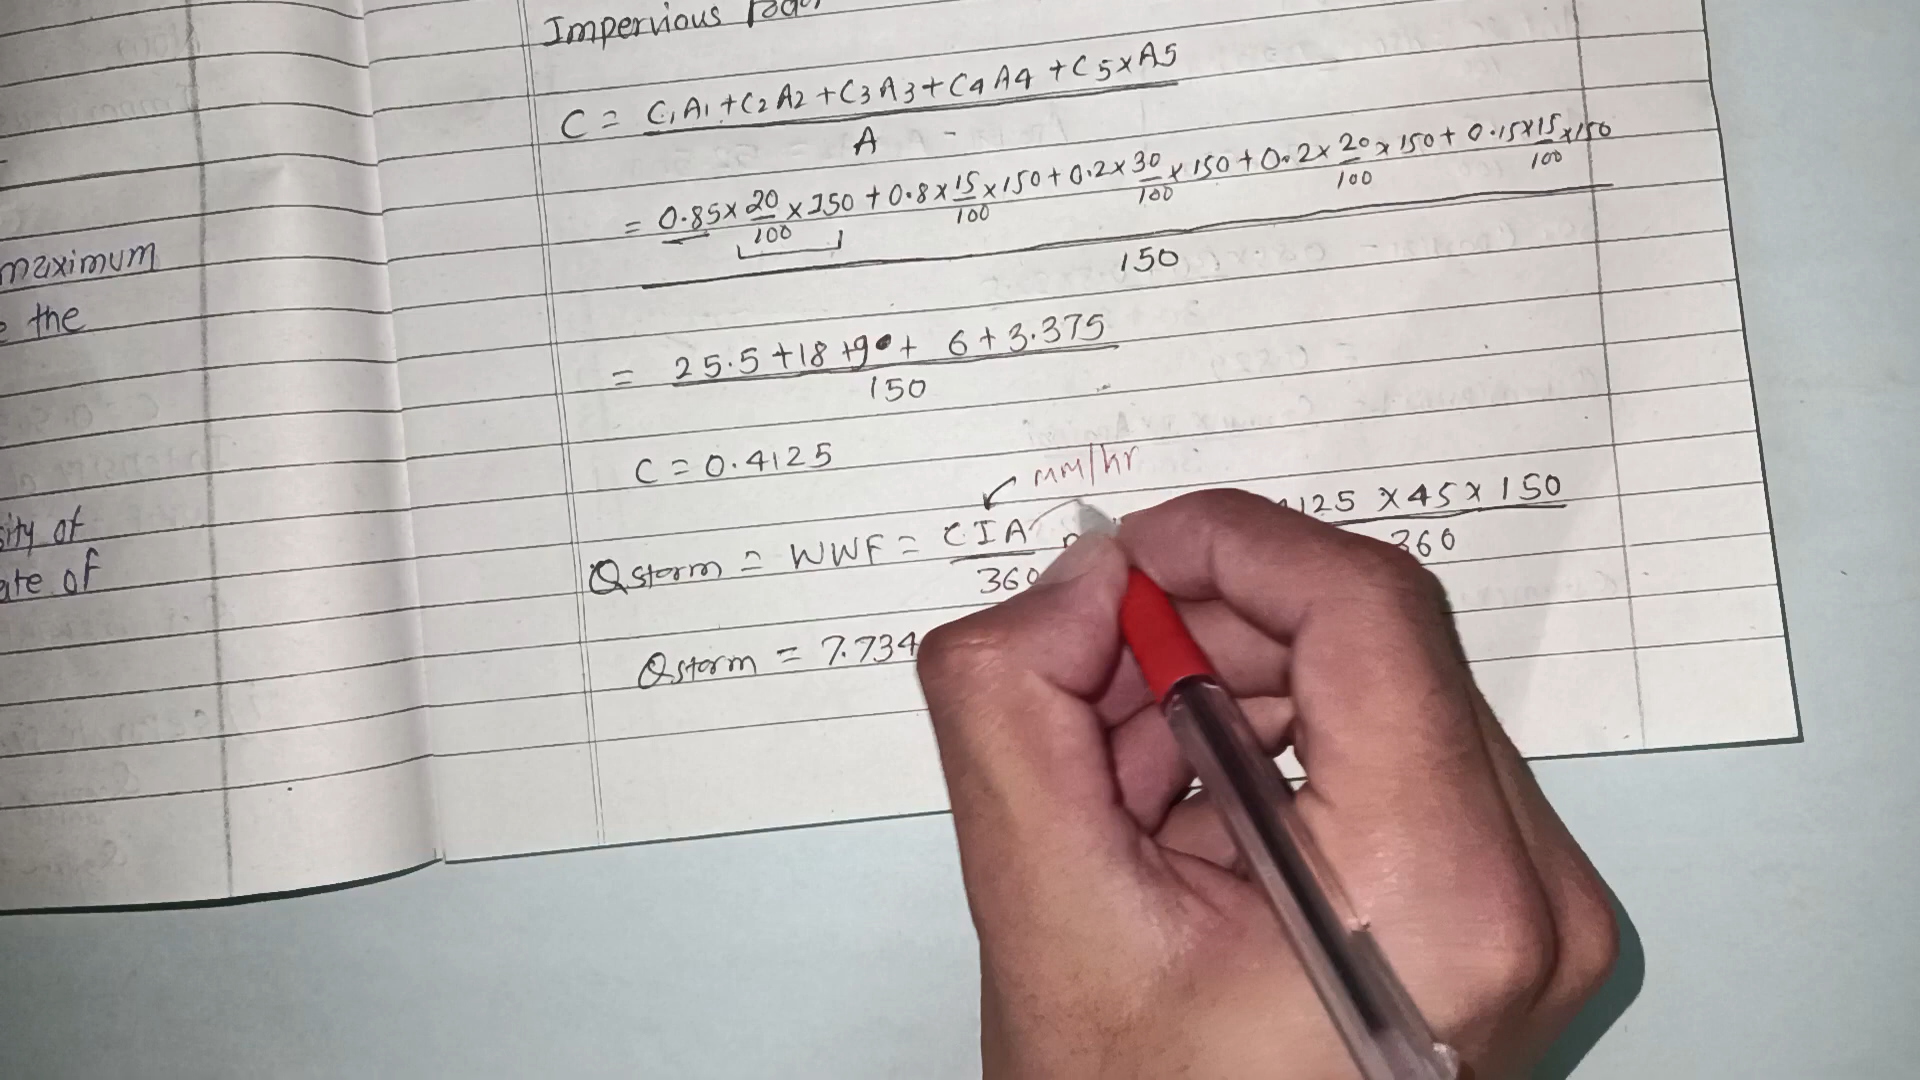 maximum
the
sity of
ate of
Impervious
C = C1A1 + C2A2 + C3A3 + C4A4 + C5×A5
A
= 0.85×20/100×150 + 0.8×15/100×150 + 0.2×30/100×150 + 0.2×20/100×150 + 0.15×15/100×150
150
= 25.5 + 18 + 9 + 6 + 3.375
150
C = 0.4125
mm/hr
Qstorm = WWF = CIA/360 125 × 45 × 150/360
Qstorm = 7.734